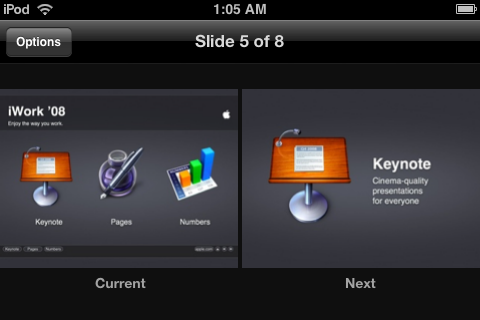 iPod 1:05 AM
Options Slide 5 of 8
iWork ’08
Enjoy the way you work.
Keynote Pages Numbers
Keynote Pages Numbers apple.com
Keynote
Cinema-quality
presentations
for everyone
Current Next